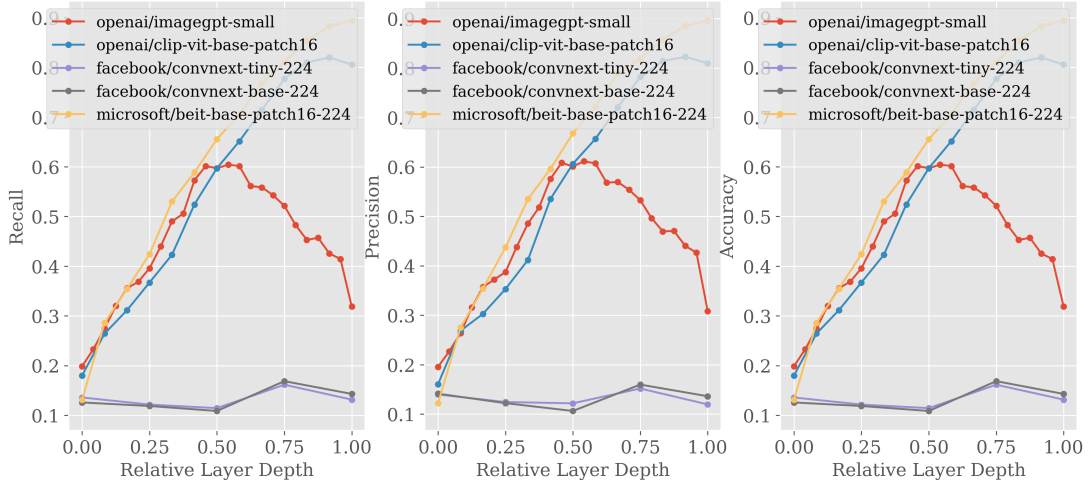 openai/imagegpt-small
openai/clip-vit-base-patch16
facebook/convnext-tiny-224
facebook/convnext-base-224
microsoft/beit-base-patch16-224
0.9
0.8
0.7
0.6
0.5
0.4
0.3
0.2
0.1
Recall
0.00 0.25 0.50 0.75 1.00
Relative Layer Depth
openai/imagegpt-small
openai/clip-vit-base-patch16
facebook/convnext-tiny-224
facebook/convnext-base-224
microsoft/beit-base-patch16-224
0.9
0.8
0.7
0.6
0.5
0.4
0.3
0.2
0.1
Precision
0.00 0.25 0.50 0.75 1.00
Relative Layer Depth
openai/imagegpt-small
openai/clip-vit-base-patch16
facebook/convnext-tiny-224
facebook/convnext-base-224
microsoft/beit-base-patch16-224
0.9
0.8
0.7
0.6
0.5
0.4
0.3
0.2
0.1
Accuracy
0.00 0.25 0.50 0.75 1.00
Relative Layer Depth